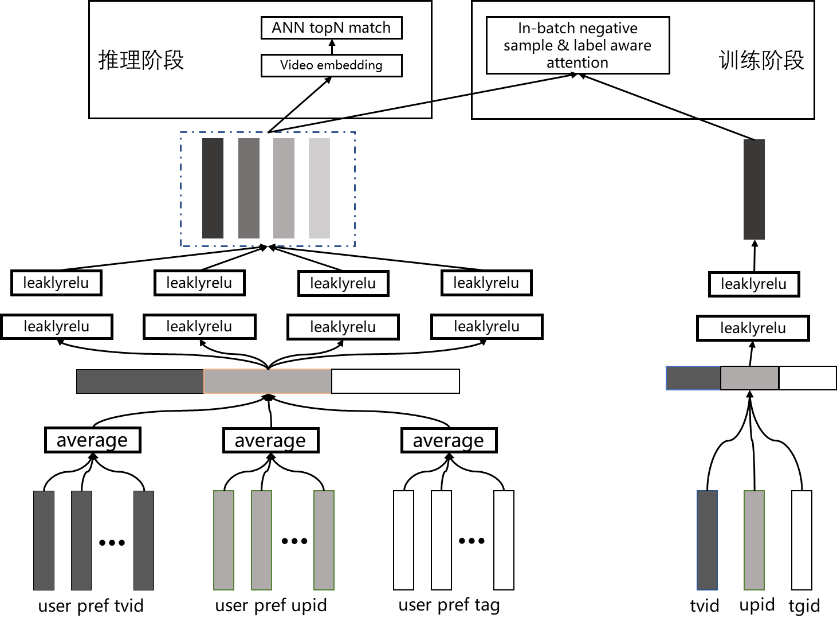 推理阶段
ANN topN match
Video embedding
In-batch negative
sample & label aware
attention
训练阶段
leaklyrelu
leaklyrelu
leaklyrelu
leaklyrelu
leaklyrelu
leaklyrelu
leaklyrelu
leaklyrelu
leaklyrelu
leaklyrelu
average
average
average
user pref tvid
user pref upid
user pref tag
tvid
upid
tgid